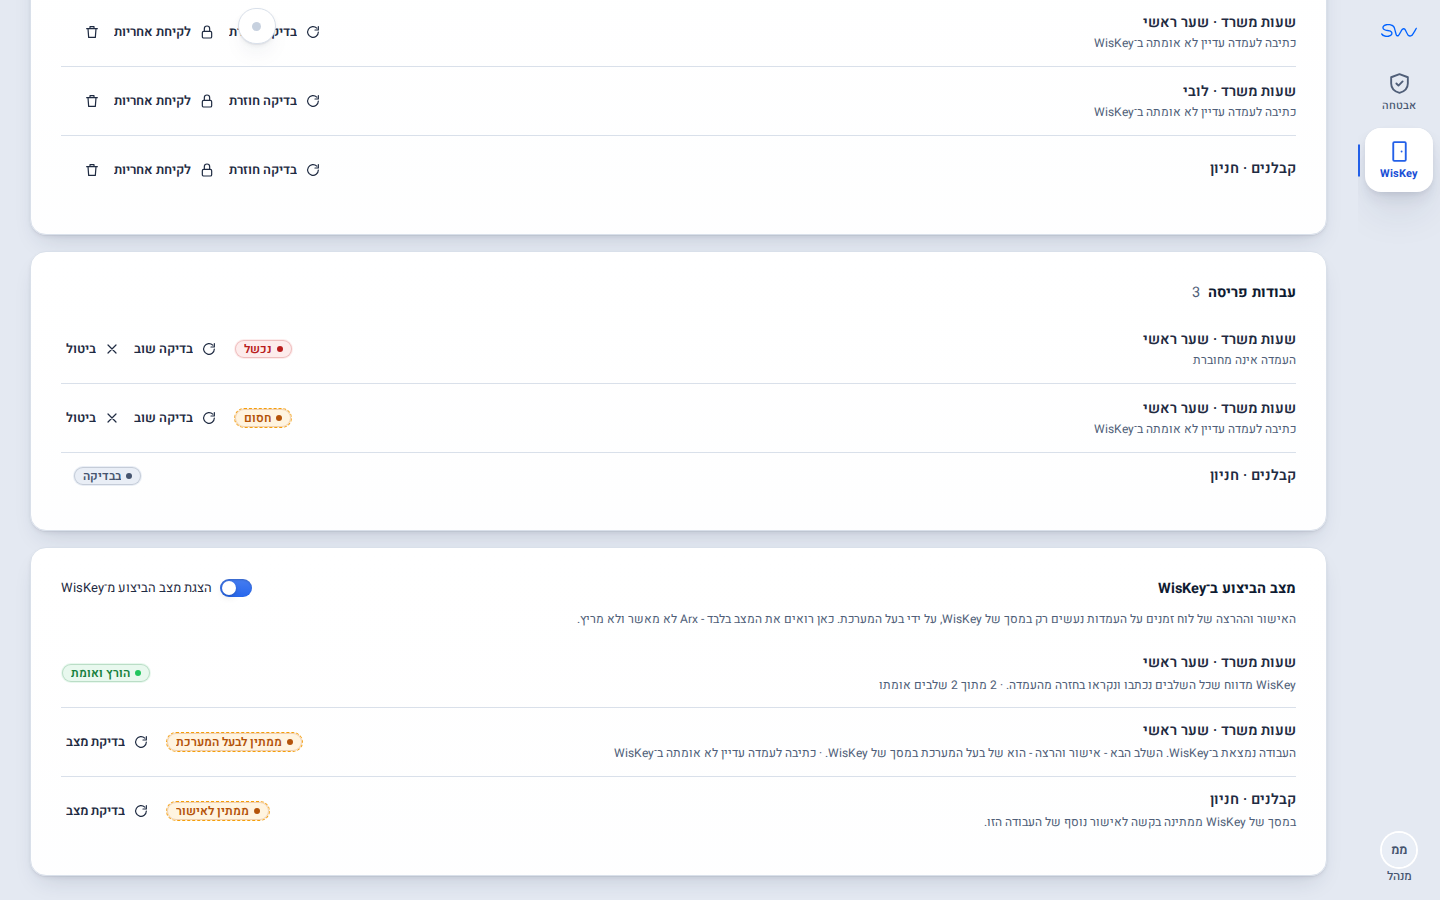 SW
אבטחה
WisKey
שעות משרד · שער ראשי
כתיבה לעמדה עדיין לא אומתה ב־WisKey
לקיחת אחריות
שעות משרד · לובי
כתיבה לעמדה עדיין לא אומתה ב־WisKey
בדיקה חוזרת
לקיחת אחריות
קבלנים · חניון
בדיקה חוזרת
לקיחת אחריות
עבודות פריסה 3
שעות משרד · שער ראשי
העמדה אינה מחוברת
נכשל
בדיקה שוב
ביטול
שעות משרד · שער ראשי
כתיבה לעמדה עדיין לא אומתה ב־WisKey
חסום
בדיקה שוב
ביטול
קבלנים · חניון
בבדיקה
מצב הביצוע ב־WisKey
הצגת מצב הביצוע מ־WisKey
האישור וההרצה של לוח זמנים על העמדות נעשים רק במסך של WisKey, על ידי בעל המערכת. כאן רואים את המצב בלבד - Arx לא מאשר ולא מריץ.
שעות משרד · שער ראשי
WisKey מדווח שכל השלבים נכתבו ונקראו בחזרה מהעמדה. · 2 מתוך 2 שלבים אומתו
הורץ ואומת
שעות משרד · שער ראשי
העבודה נמצאת ב־WisKey. השלב הבא - אישור והרצה - הוא של בעל המערכת במסך של WisKey. · כתיבה לעמדה עדיין לא אומתה ב־WisKey
ממתין לבעל המערכת
בדיקת מצב
קבלנים · חניון
במסך של WisKey ממתינה בקשה לאישור נוסף של העבודה הזו.
ממתין לאישור
בדיקת מצב
ממ
מנהל